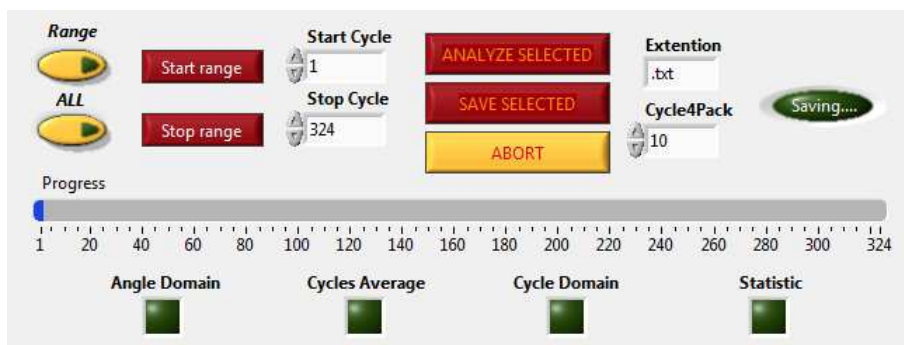 Range
Start range
Start Cycle
1
ANALYZE SELECTED
Extention
.txt
ALL
Stop range
Stop Cycle
324
SAVE SELECTED
Cycle4Pack
10
Saving....
ABORT
Progress
1 20 40 60 80 100 120 140 160 180 200 220 240 260 280 300 324
Angle Domain Cycles Average Cycle Domain Statistic